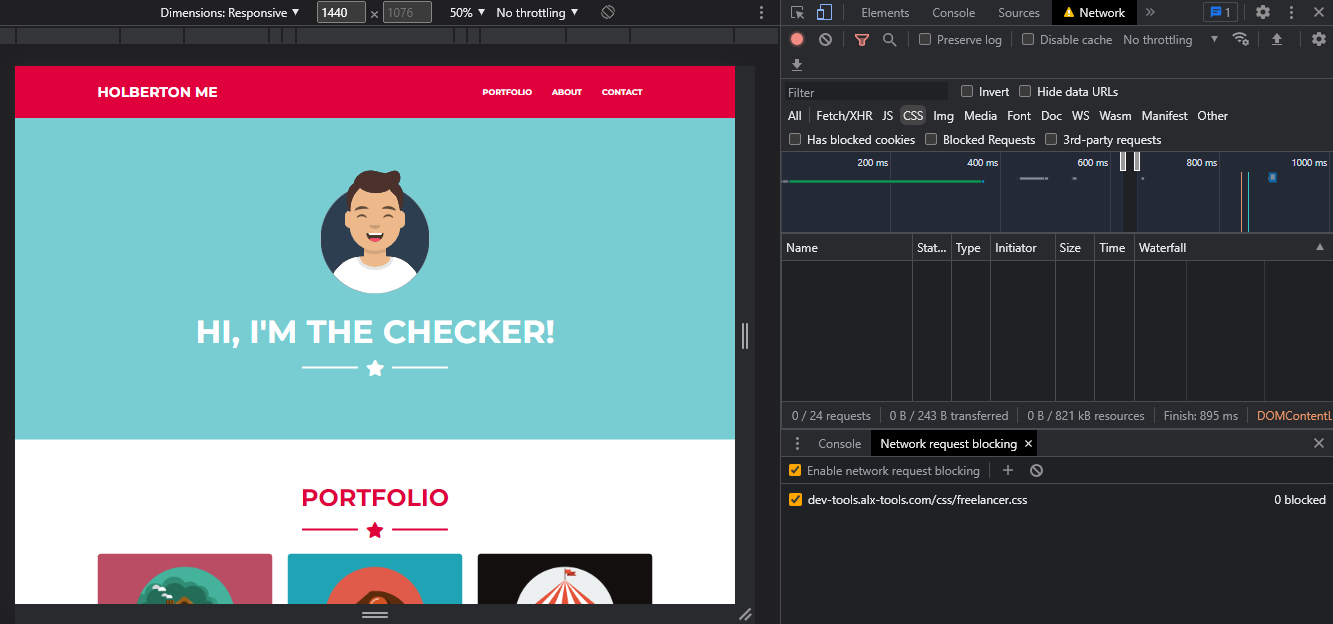 Dimensions: Responsive ▼ 1440 × 1076 50% ▼ No throttling ▼
HOLBERTON ME
PORTFOLIO ABOUT CONTACT
HI, I'M THE CHECKER!
PORTFOLIO
Elements Console Sources Network » 1
Preserve log Disable cache No throttling ▼
Filter Invert Hide data URLs
All Fetch/XHR JS CSS Img Media Font Doc WS Wasm Manifest Other
Has blocked cookies Blocked Requests 3rd-party requests
200 ms 400 ms 600 ms 800 ms 1000 ms
Name Stat... Type Initiator Size Time Waterfall
0 / 24 requests 0 B / 243 B transferred 0 B / 821 kB resources Finish: 895 ms DOMContentL
Console Network request blocking ×
Enable network request blocking
dev-tools.alx-tools.com/css/freelancer.css 0 blocked